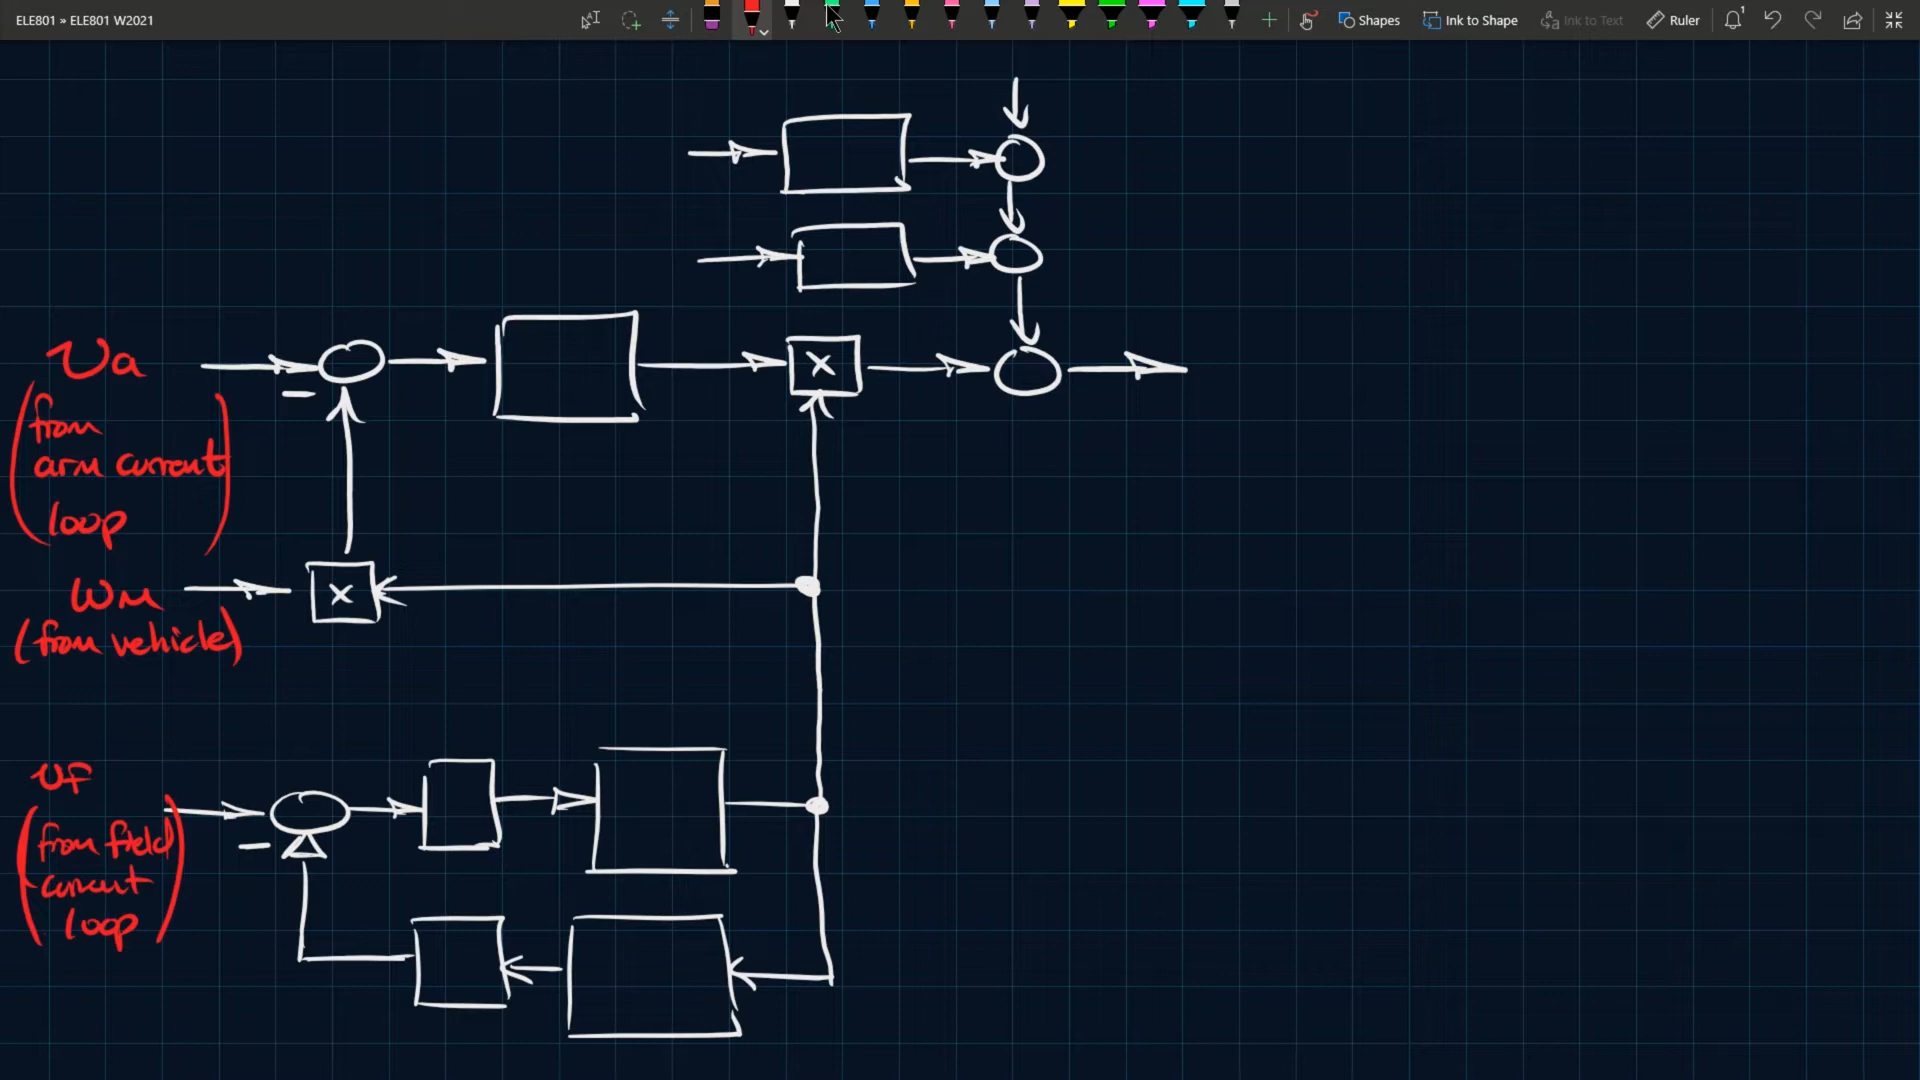 ELE801 » ELE801 W2021
Shapes
Ink to Shape
Ink to Text
Ruler
1
va
(from
arm current
loop)
ωm
(from vehicle)
vf
(from field
current
loop)
-
x
x
-